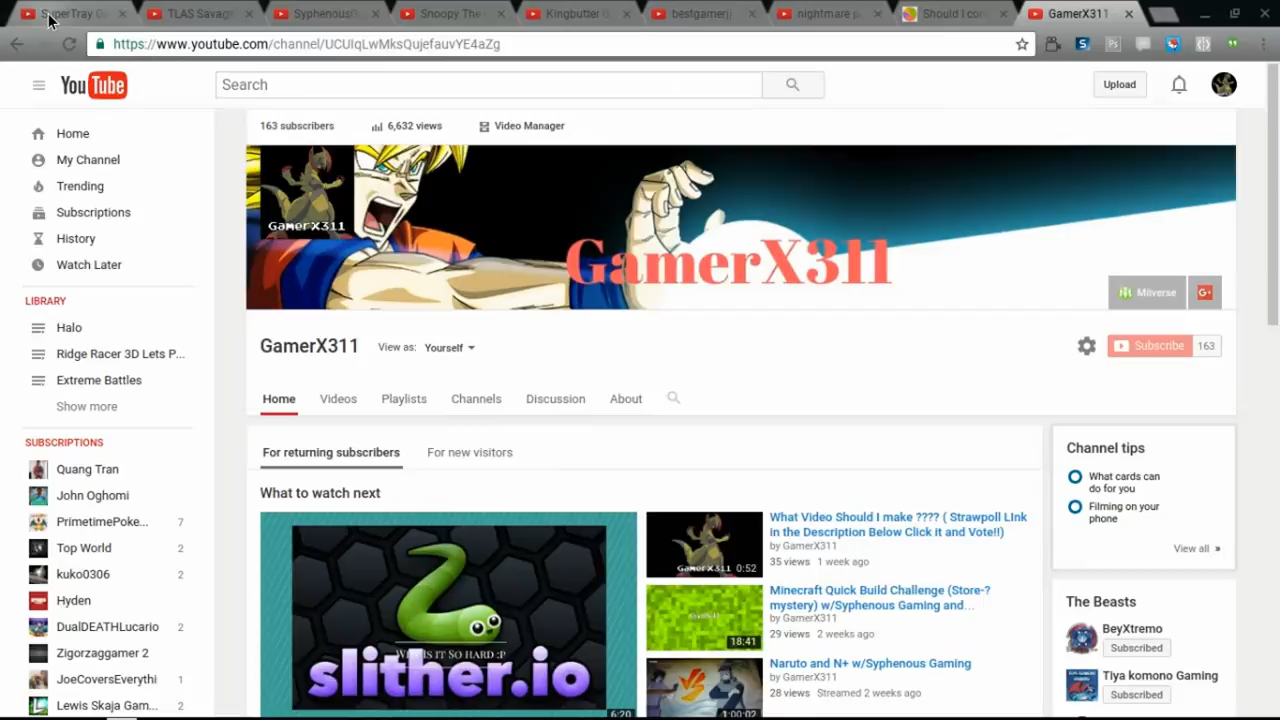 SuperTray G
TLAS Savag
Syphenous
Snoopy The
Kingbutter
bestgamerj
nightmare p
Should I con
GamerX311
https://www.youtube.com/channel/UCUIqLwMksQujefauvYE4aZg
YouTube
Search
Upload
Home
My Channel
Trending
Subscriptions
History
Watch Later
LIBRARY
Halo
Ridge Racer 3D Lets P...
Extreme Battles
Show more
SUBSCRIPTIONS
Quang Tran
John Oghomi
PrimetimePoke... 7
Top World 2
kuko0306 2
Hyden
DualDEATHLucario 2
Zigorzaggamer 2
JoeCoversEverythi 1
Lewis Skaja Gam... 2
163 subscribers 6,632 views Video Manager
GamerX311
GamerX311
Miiverse G+
GamerX311 View as: Yourself
Subscribe 163
Home Videos Playlists Channels Discussion About
For returning subscribers For new visitors
What to watch next
WHY IS IT SO HARD :P
slither.io
6:20
GamerX311 0:52
What Video Should I make ???? ( Strawpoll LInk
in the Description Below Click it and Vote!!)
by GamerX311
35 views 1 week ago
18:41
Minecraft Quick Build Challenge (Store-?
mystery) w/Syphenous Gaming and...
by GamerX311
29 views 2 weeks ago
1:00:02
Naruto and N+ w/Syphenous Gaming
by GamerX311
28 views Streamed 2 weeks ago
Channel tips
What cards can
do for you
Filming on your
phone
View all »
The Beasts
BeyXtremo
Subscribed
Tiya komono Gaming
Subscribed